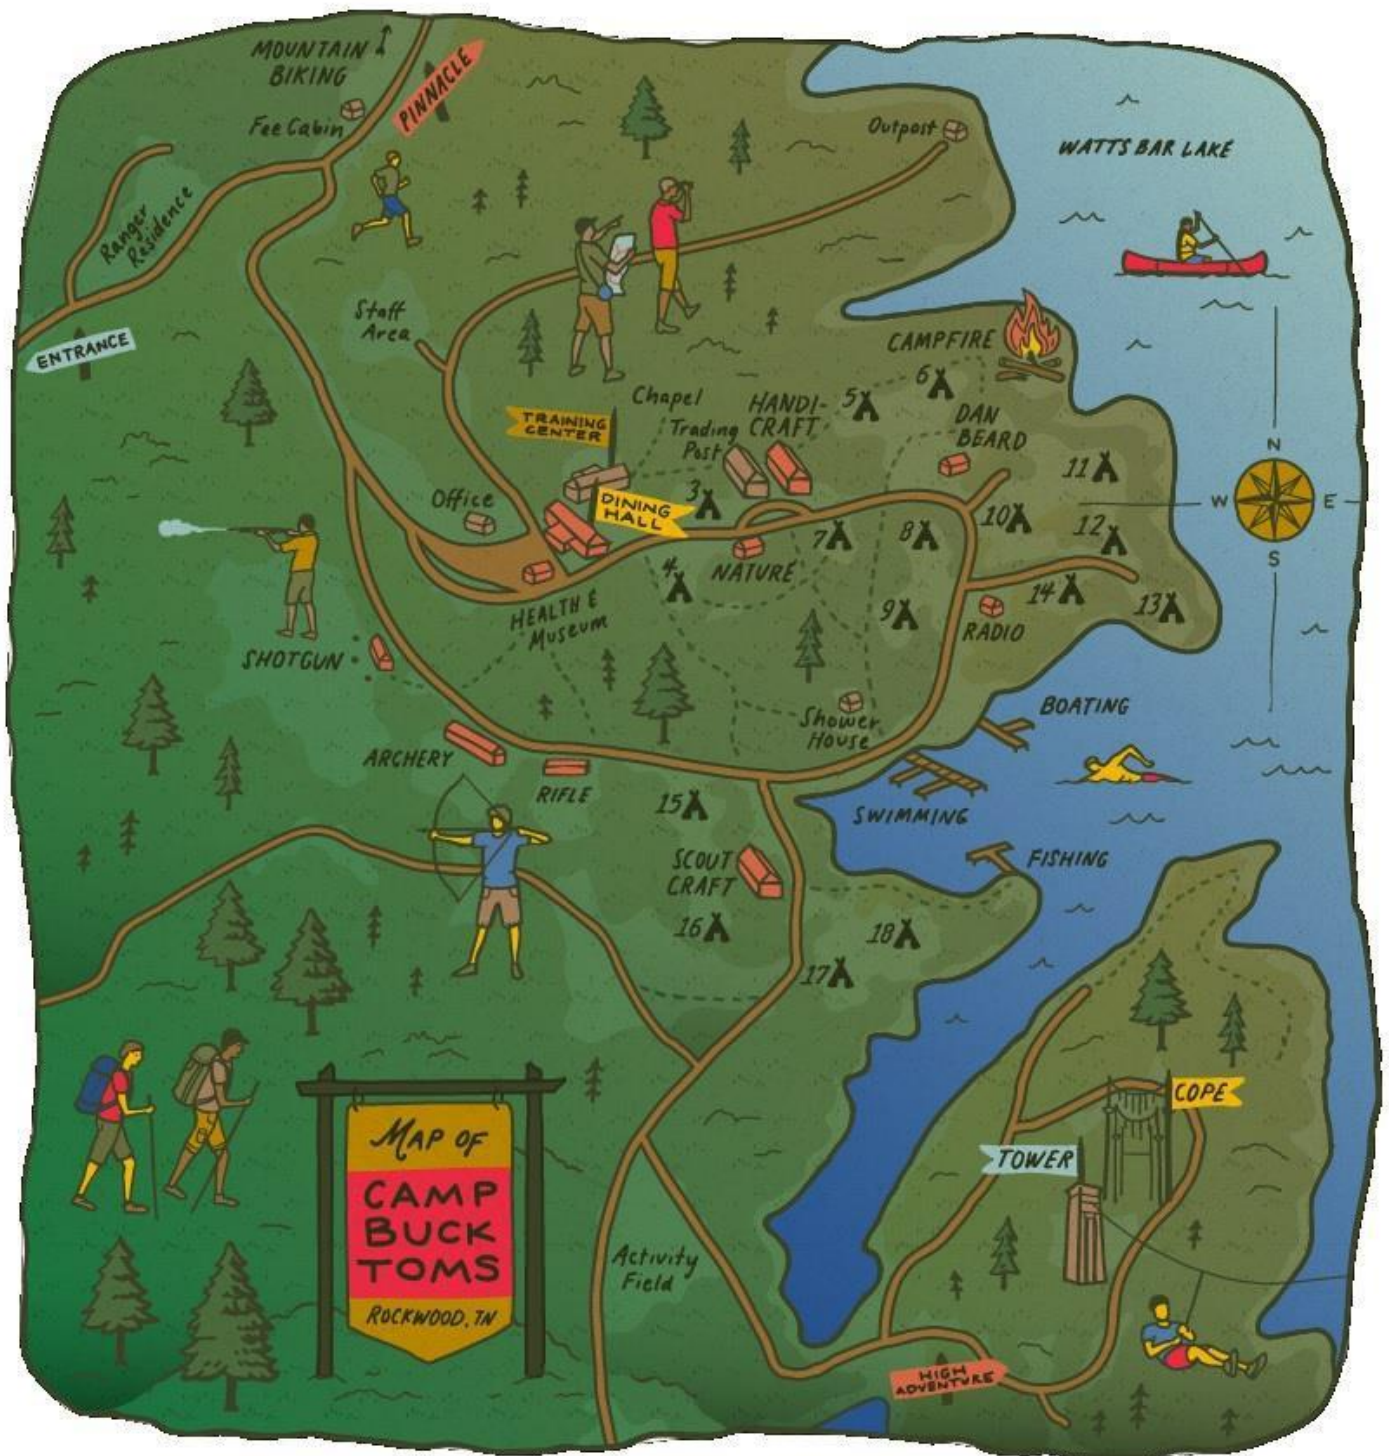 MOUNTAIN
BIKING
PINNACLE
Fee Cabin
Outpost
WATTS BAR LAKE
Ranger
Residence
ENTRANCE
Staff
Area
CAMPFIRE
6
5
Chapel
HANDI-
CRAFT
TRAINING
CENTER
Trading
Post
DAN
BEARD
N
W
E
S
11
Office
3
DINING
HALL
10
12
7
8
4
NATURE
14
13
9
RADIO
HEALTH &
Museum
SHOTGUN
BOATING
Shower
House
ARCHERY
RIFLE
15
SWIMMING
SCOUT
CRAFT
FISHING
16
18
17
COPE
TOWER
MAP OF
CAMP
BUCK
TOMS
ROCKWOOD, TN
Activity
Field
HIGH
ADVENTURE